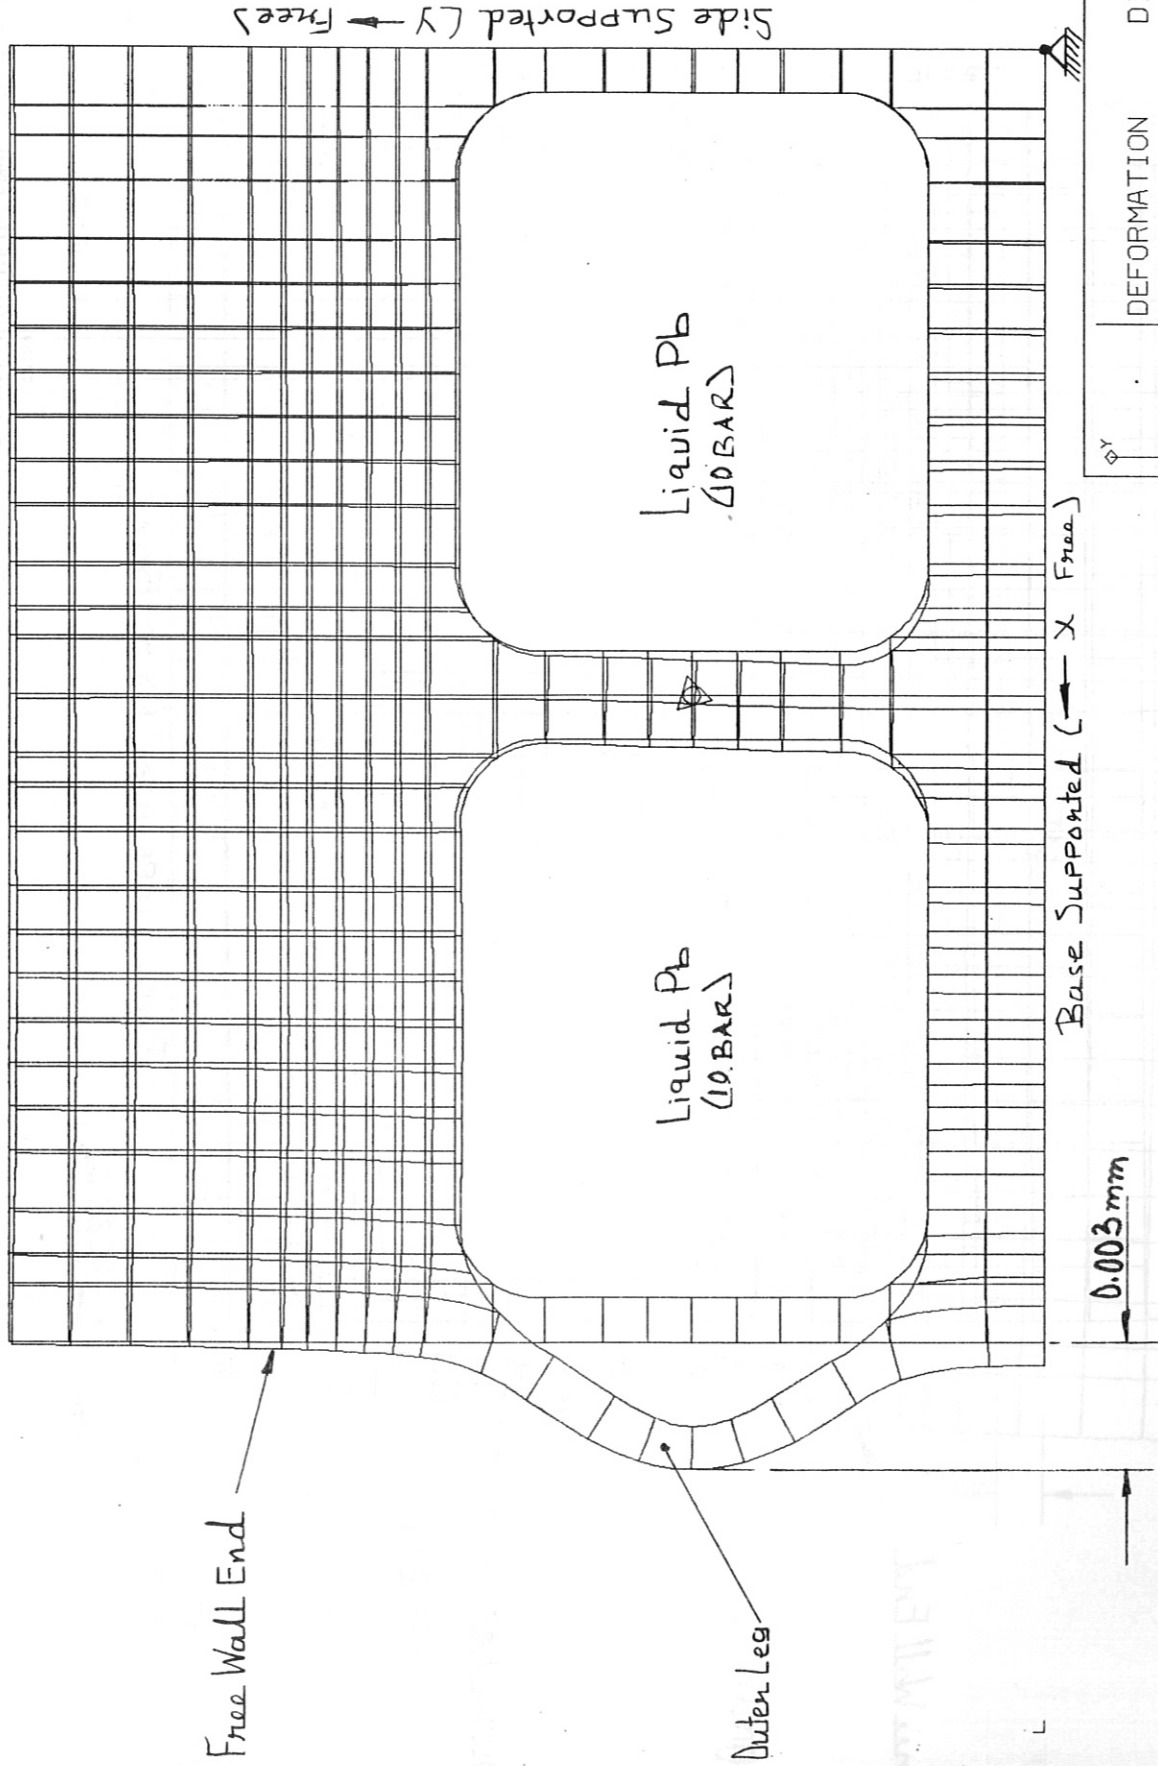 Side Supported (Y ← Free)
Free Wall End
Liquid Pb
(10.BAR)
Liquid Pb
(10 BAR)
Outer Leg
Base Supported (← X Free)
0.003mm
Y
DEFORMATION
D
L